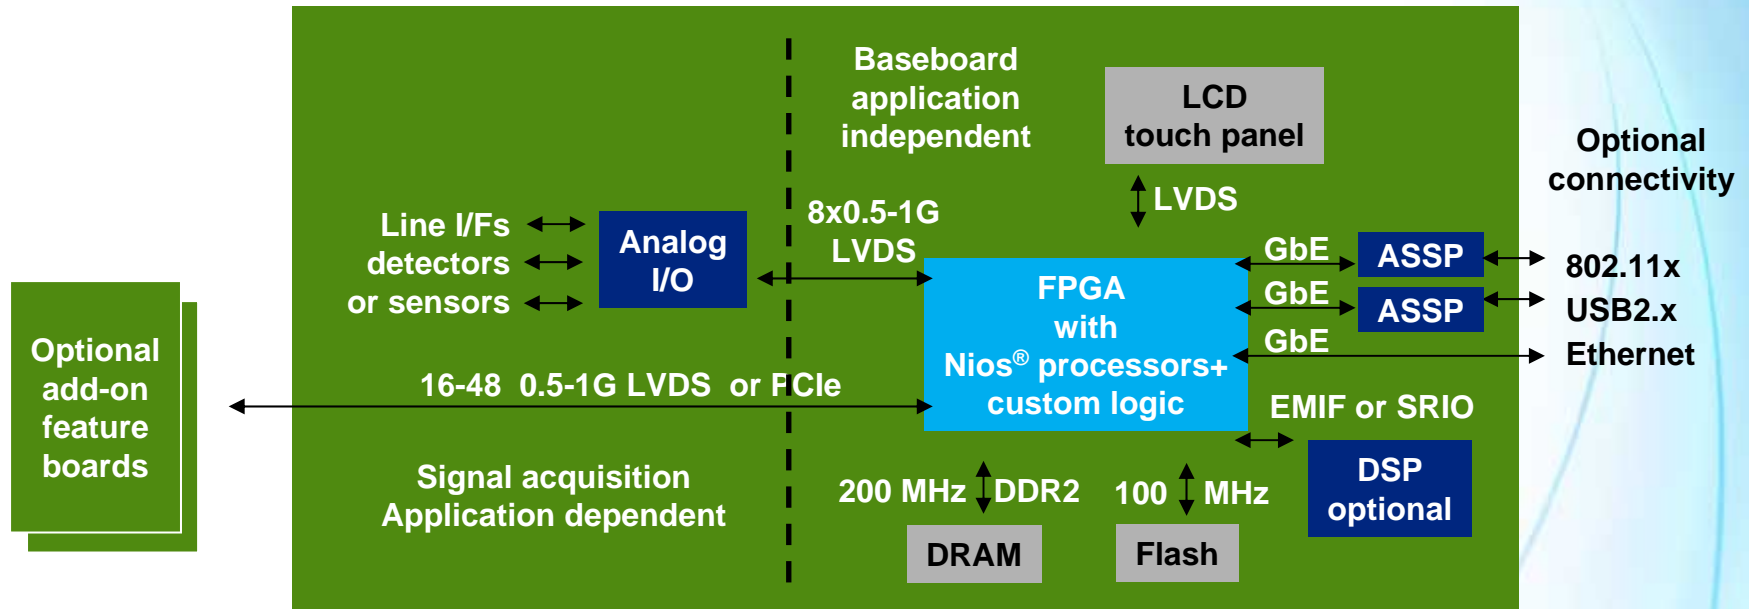 Baseboard
application
independent
LCD
touch panel
Optional
connectivity
LVDS
8x0.5-1G
LVDS
Line I/Fs
detectors
or sensors
Analog
I/O
GbE
ASSP
802.11x
GbE
ASSP
USB2.x
GbE
Ethernet
FPGA
with
Nios® processors+
custom logic
Optional
add-on
feature
boards
16-48 0.5-1G LVDS or PCIe
EMIF or SRIO
DSP
optional
Signal acquisition
Application dependent
200 MHz DDR2
100 MHz
DRAM
Flash